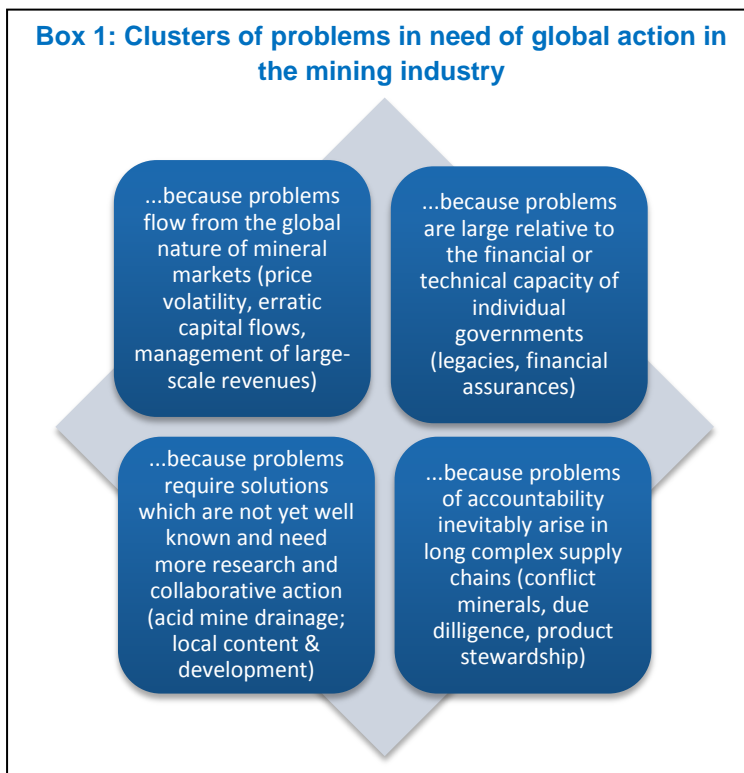 Box 1: Clusters of problems in need of global action in
the mining industry
...because problems
flow from the global
nature of mineral
markets (price
volatility, erratic
capital flows,
management of large-
scale revenues)
...because problems
are large relative to
the financial or
technical capacity of
individual
governments
(legacies, financial
assurances)
...because problems
require solutions
which are not yet well
known and need
more research and
collaborative action
(acid mine drainage;
local content &
development)
...because problems
of accountability
inevitably arise in
long complex supply
chains (conflict
minerals, due
dilligence, product
stewardship)